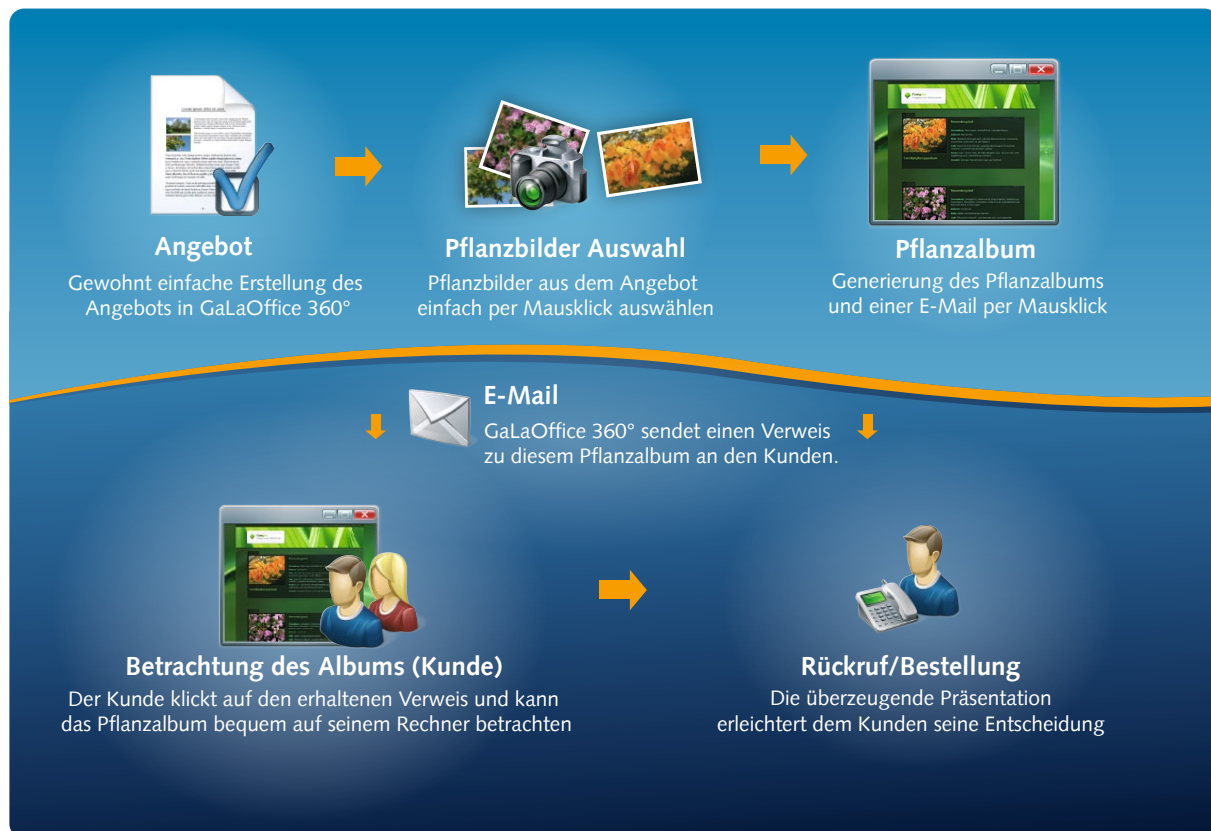 Angebot
Gewohnt einfache Erstellung des
Angebots in GaLaOffice 360°
Pflanzbilder Auswahl
Pflanzbilder aus dem Angebot
einfach per Mausklick auswählen
Pflanzalbum
Generierung des Pflanzalbums
und einer E-Mail per Mausklick
E-Mail
GaLaOffice 360° sendet einen Verweis
zu diesem Pflanzalbum an den Kunden.
Betrachtung des Albums (Kunde)
Der Kunde klickt auf den erhaltenen Verweis und kann
das Pflanzalbum bequem auf seinem Rechner betrachten
Rückruf/Bestellung
Die überzeugende Präsentation
erleichtert dem Kunden seine Entscheidung